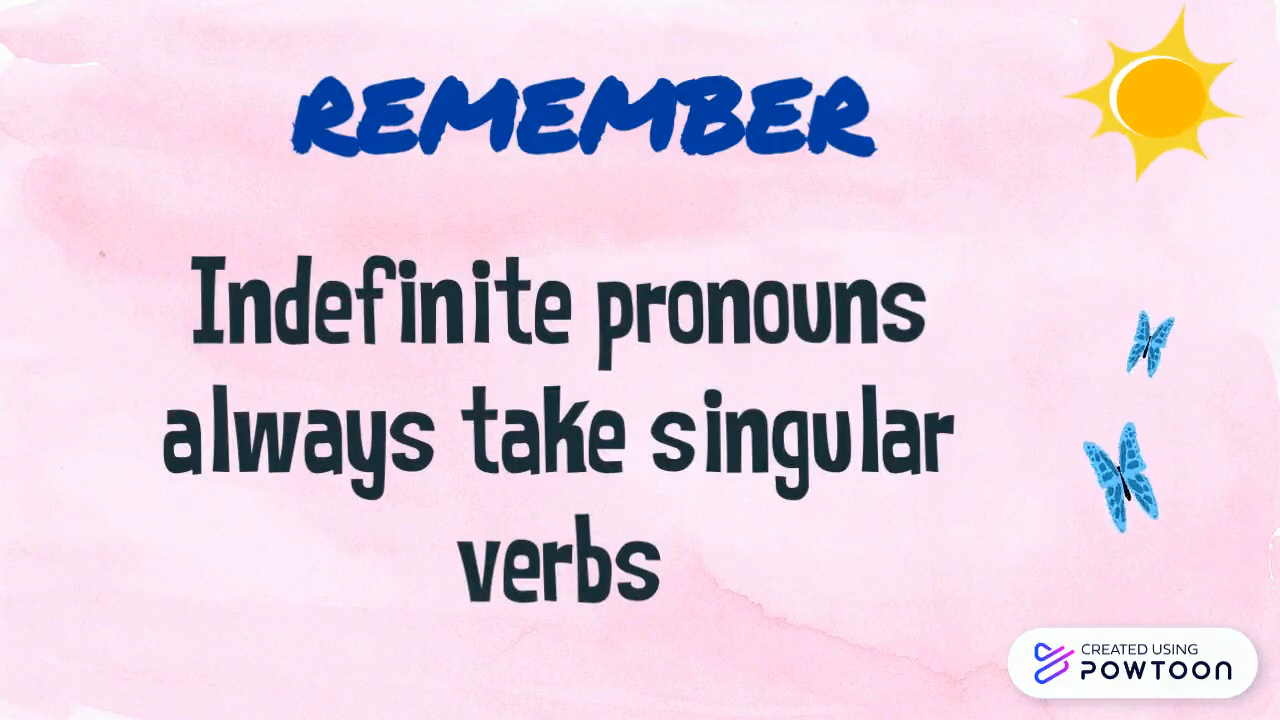 REMEMBER
Indefinite pronouns
always take singular
verbs
CREATED USING
POWTOON